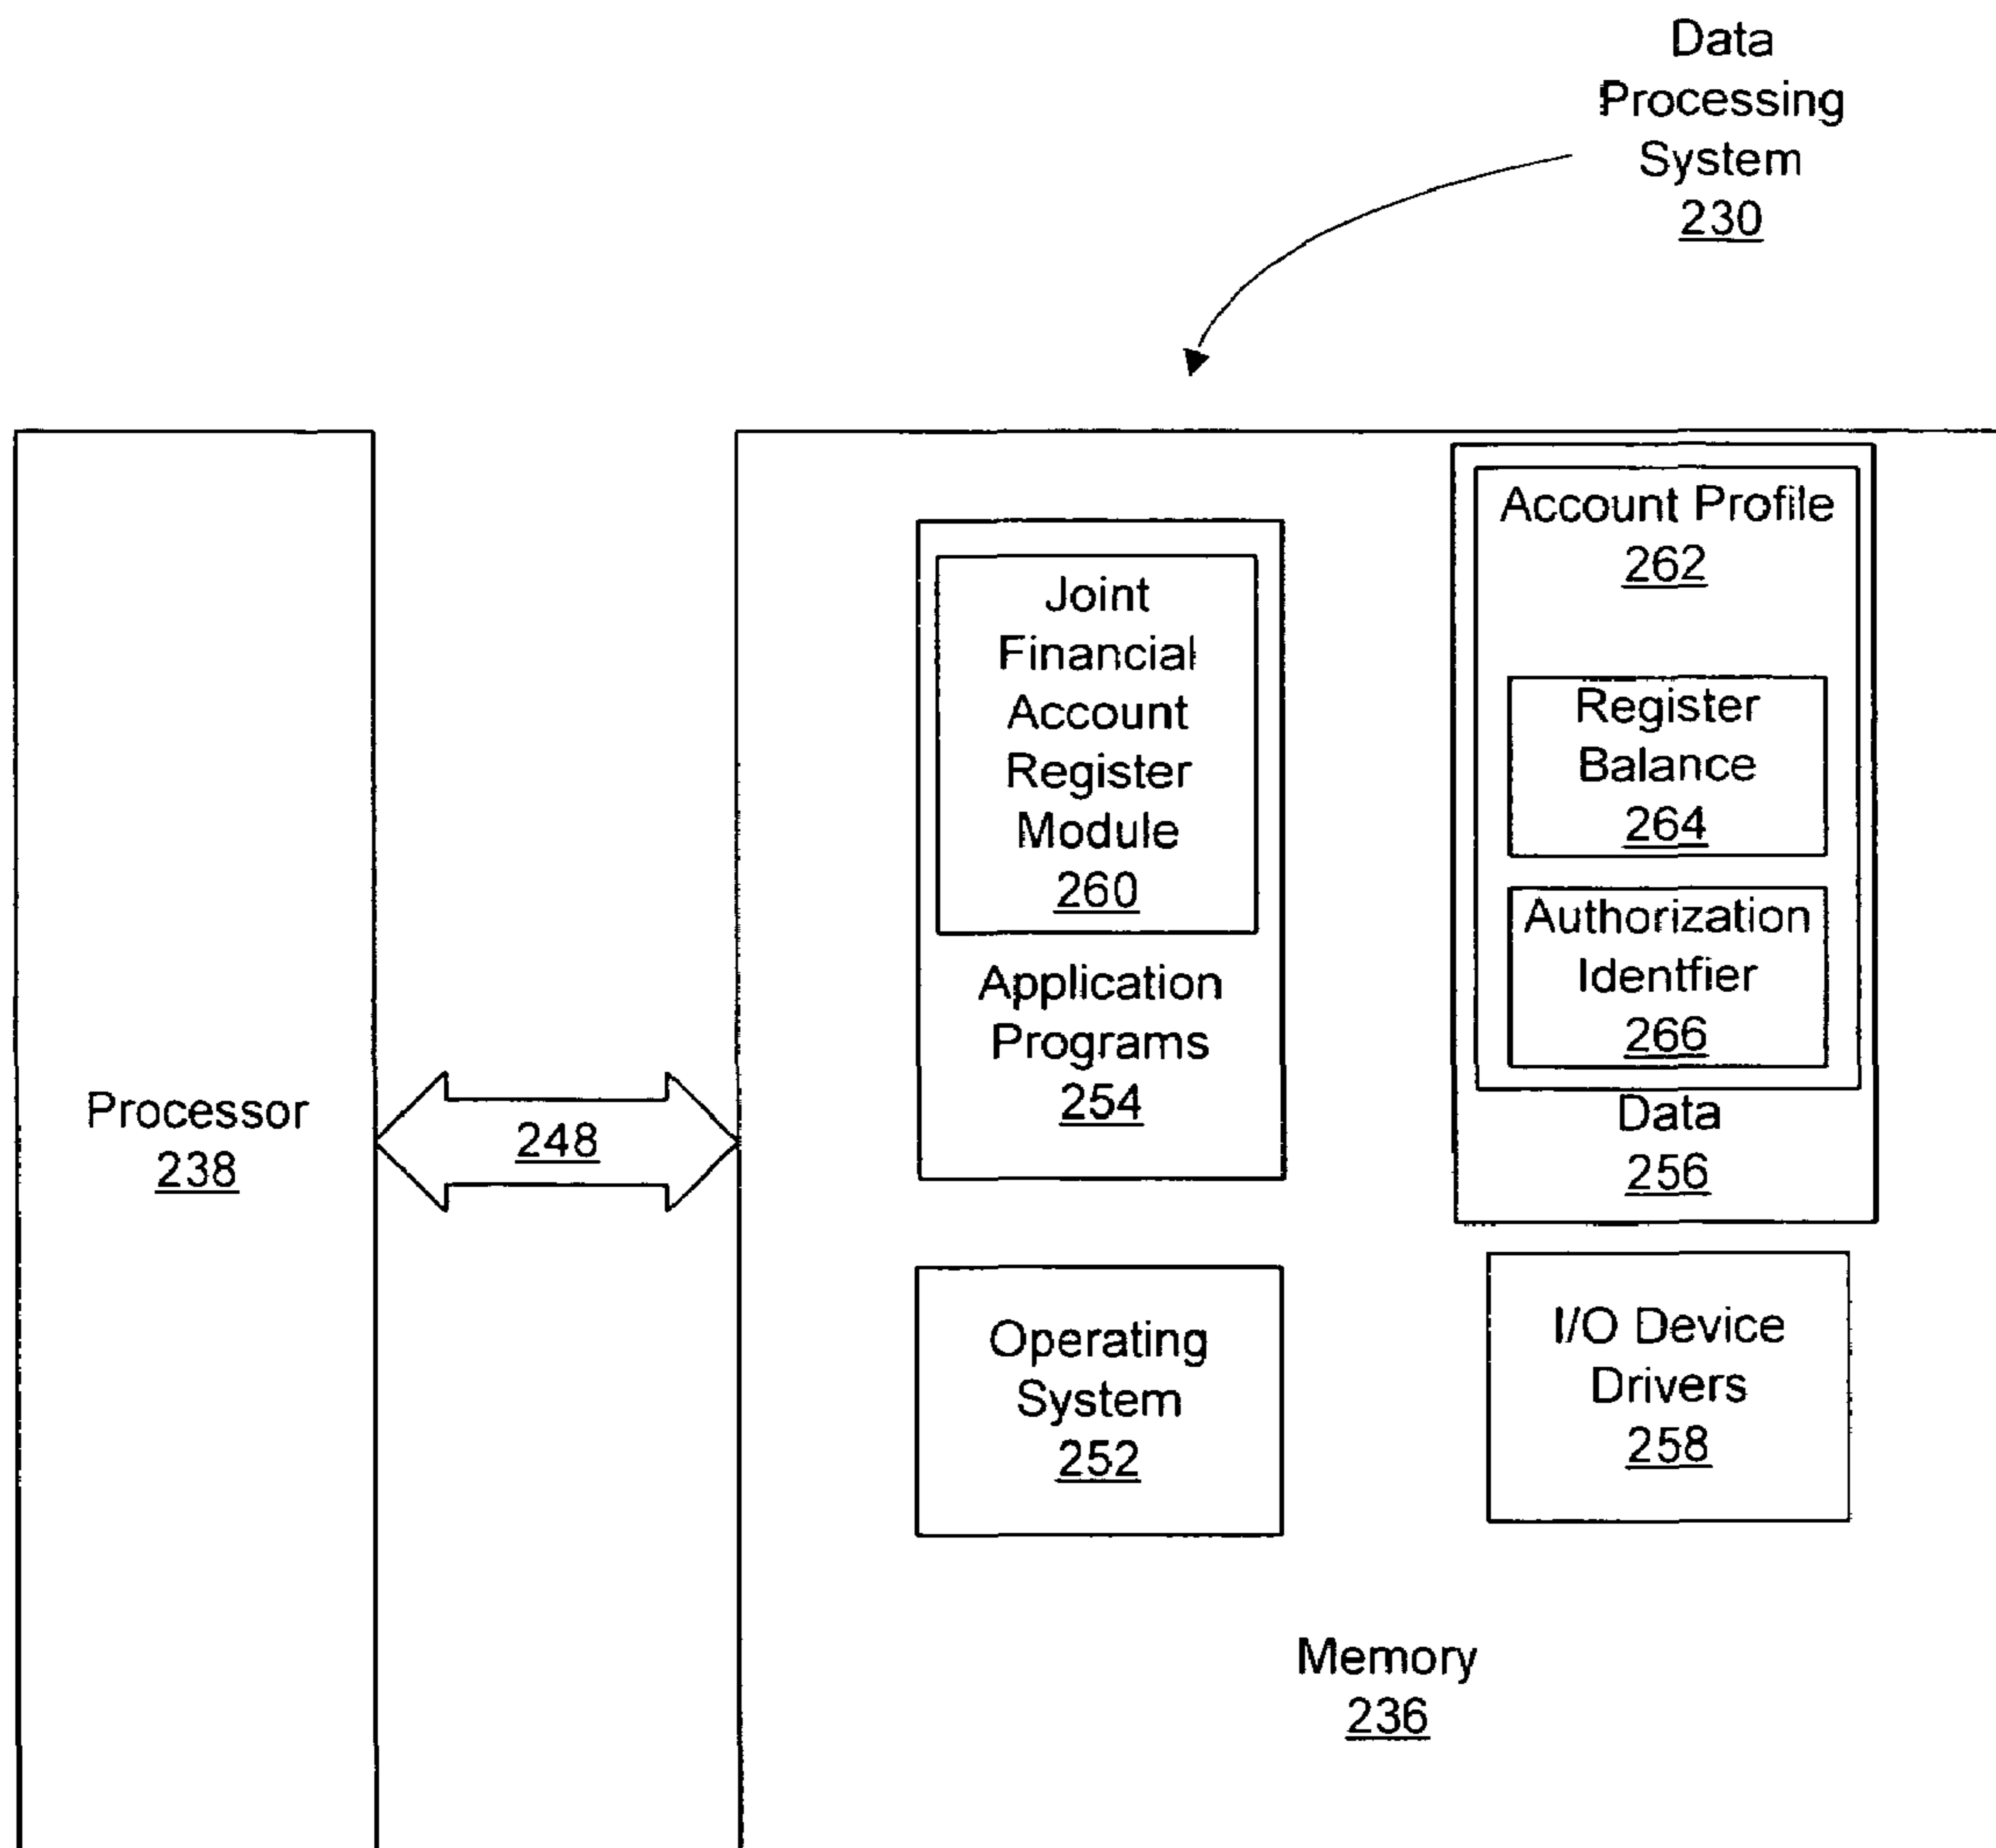 Data
Processing
System
230
Joint
Financial
Account
Register
Module
260
Application
Programs
254
Account Profile
262
Register
Balance
264
Authorization
Identfier
266
Data
256
Processor
238
248
Operating
System
252
I/O Device
Drivers
258
Memory
236